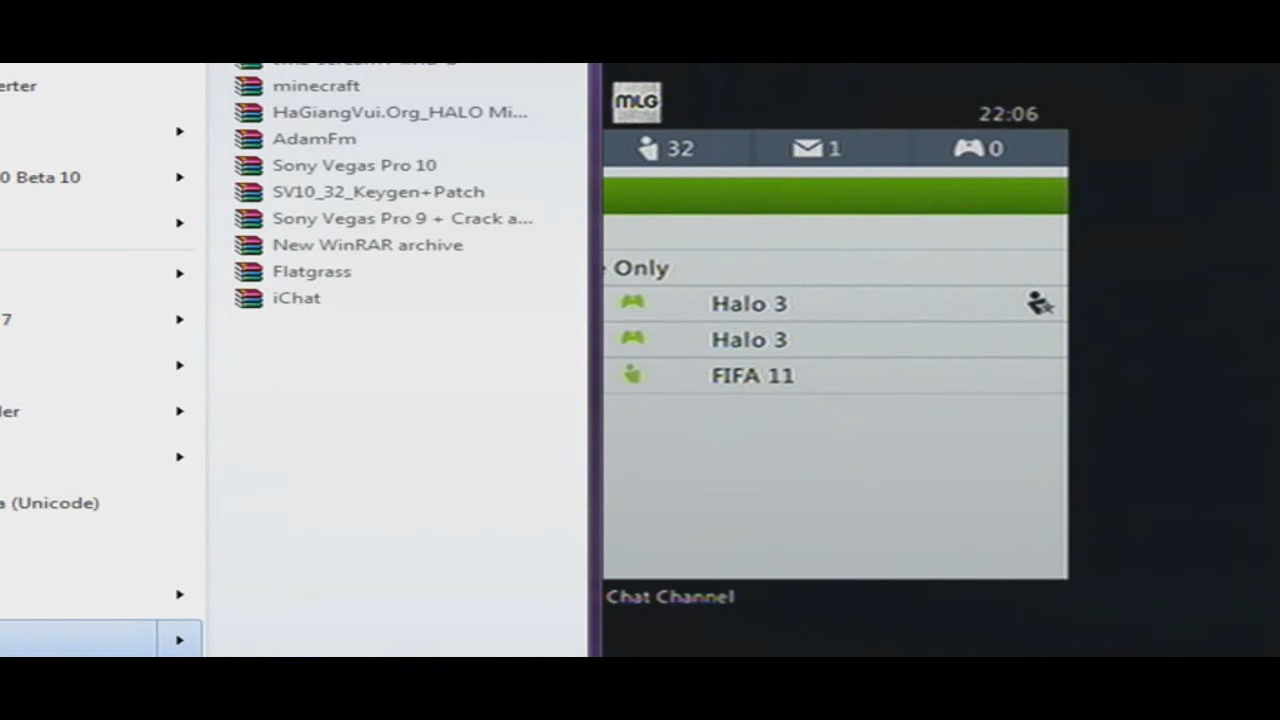 erter
0 Beta 10
7
ler
a (Unicode)
minecraft
HaGiangVui.Org_HALO Mi...
AdamFm
Sony Vegas Pro 10
SV10_32_Keygen+Patch
Sony Vegas Pro 9 + Crack a...
New WinRAR archive
Flatgrass
iChat
MLG
22:06
32
1
0
Only
Halo 3
Halo 3
FIFA 11
Chat Channel